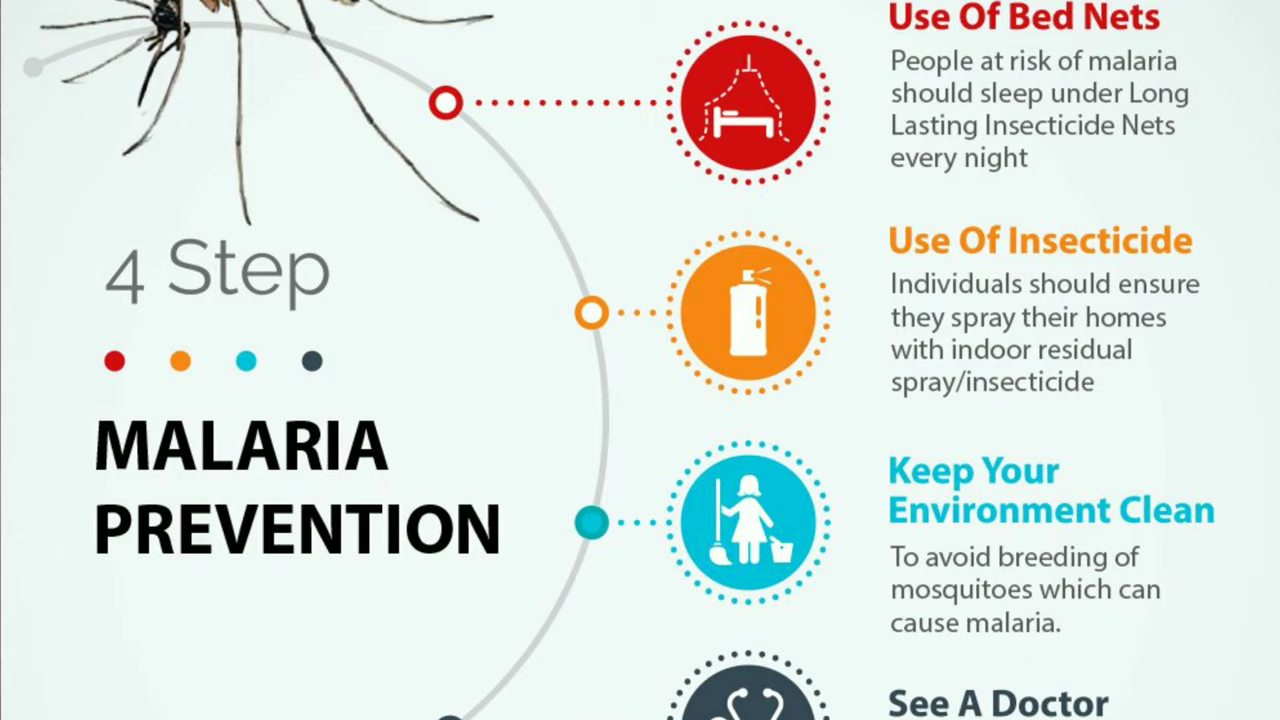 4 Step
MALARIA
PREVENTION
Use Of Bed Nets
People at risk of malaria
should sleep under Long
Lasting Insecticide Nets
every night
Use Of Insecticide
Individuals should ensure
they spray their homes
with indoor residual
spray/insecticide
Keep Your
Environment Clean
To avoid breeding of
mosquitoes which can
cause malaria.
See A Doctor